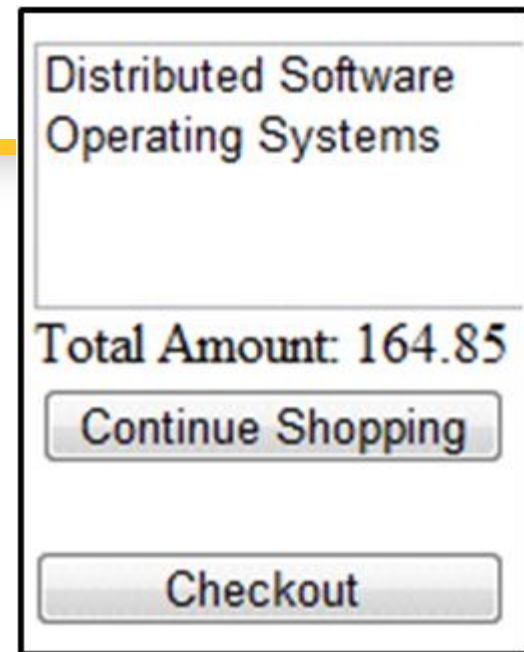 Distributed Software
Operating Systems
Total Amount: 164.85
Continue Shopping
Checkout